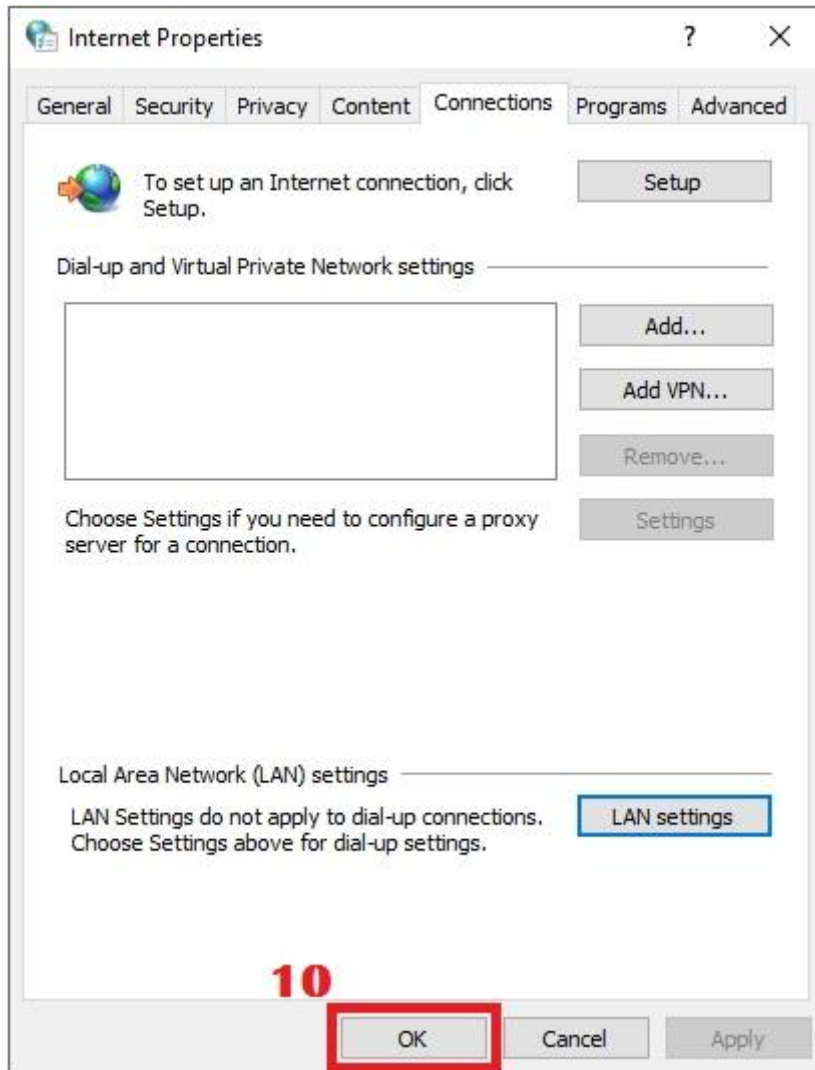 Internet Properties
?
General Security Privacy Content Connections Programs Advanced
To set up an Internet connection, click
Setup.
Setup
Dial-up and Virtual Private Network settings
Add...
Add VPN...
Remove...
Choose Settings if you need to configure a proxy
server for a connection.
Settings
Local Area Network (LAN) settings
LAN Settings do not apply to dial-up connections.
Choose Settings above for dial-up settings.
LAN settings
10
OK Cancel Apply